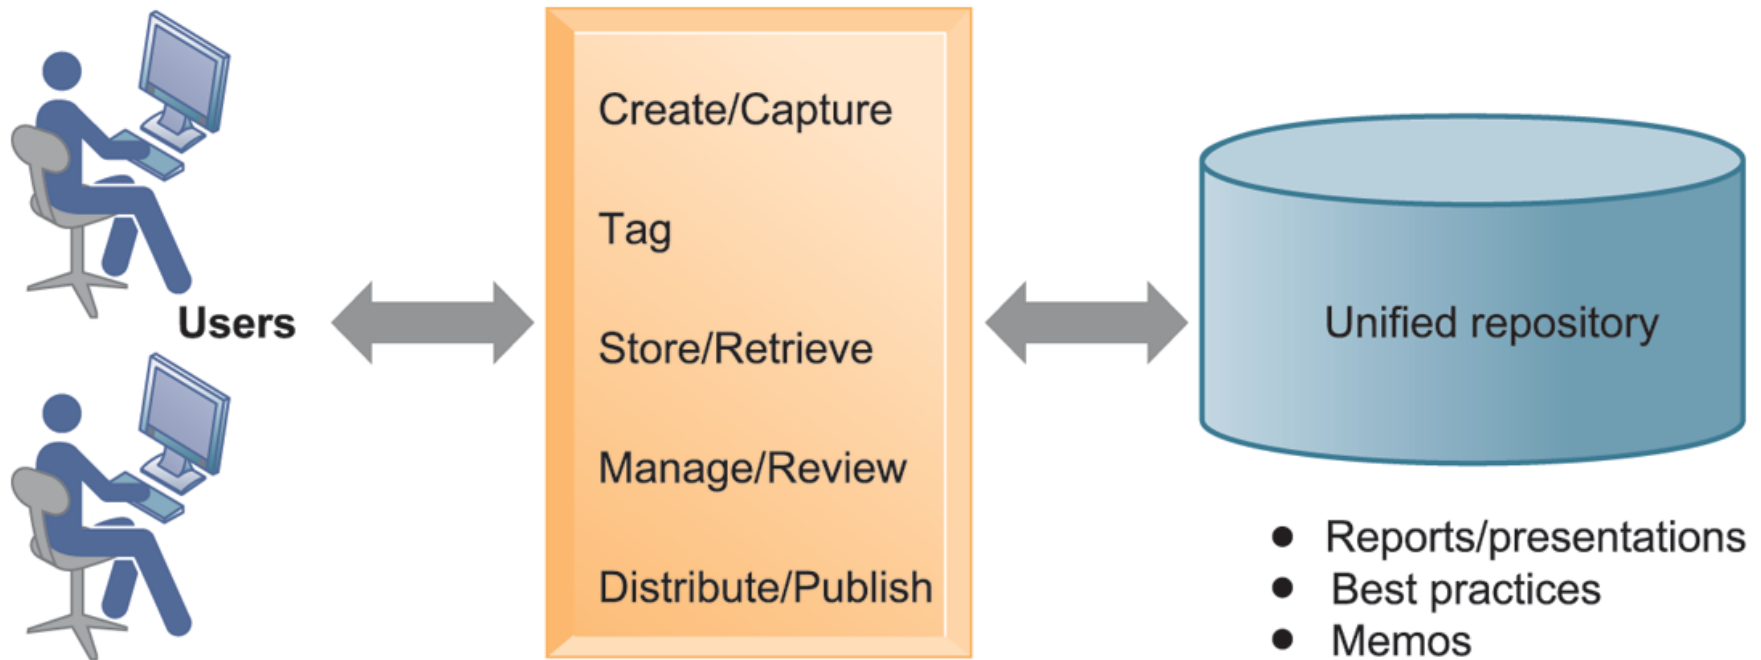 Users
Create/Capture
Tag
Store/Retrieve
Manage/Review
Distribute/Publish
Unified repository
● Reports/presentations
● Best practices
● Memos